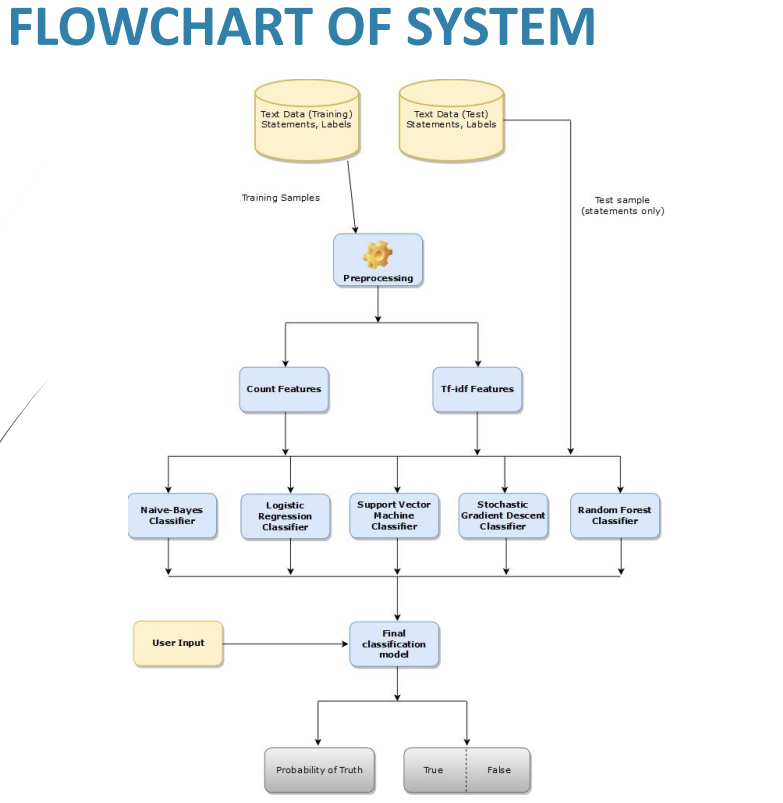 FLOWCHART OF SYSTEM
Text Data (Training)
Statements, Labels
Text Data (Test)
Statements, Labels
Training Samples
Test sample
(statements only)
Preprocessing
Count Features
Tf-idf Features
Naive-Bayes
Classifier
Logistic
Regression
Classifier
Support Vector
Machine
Classifier
Stochastic
Gradient Descent
Classifier
Random Forest
Classifier
User Input
Final
classification
model
Probability of Truth
True
False